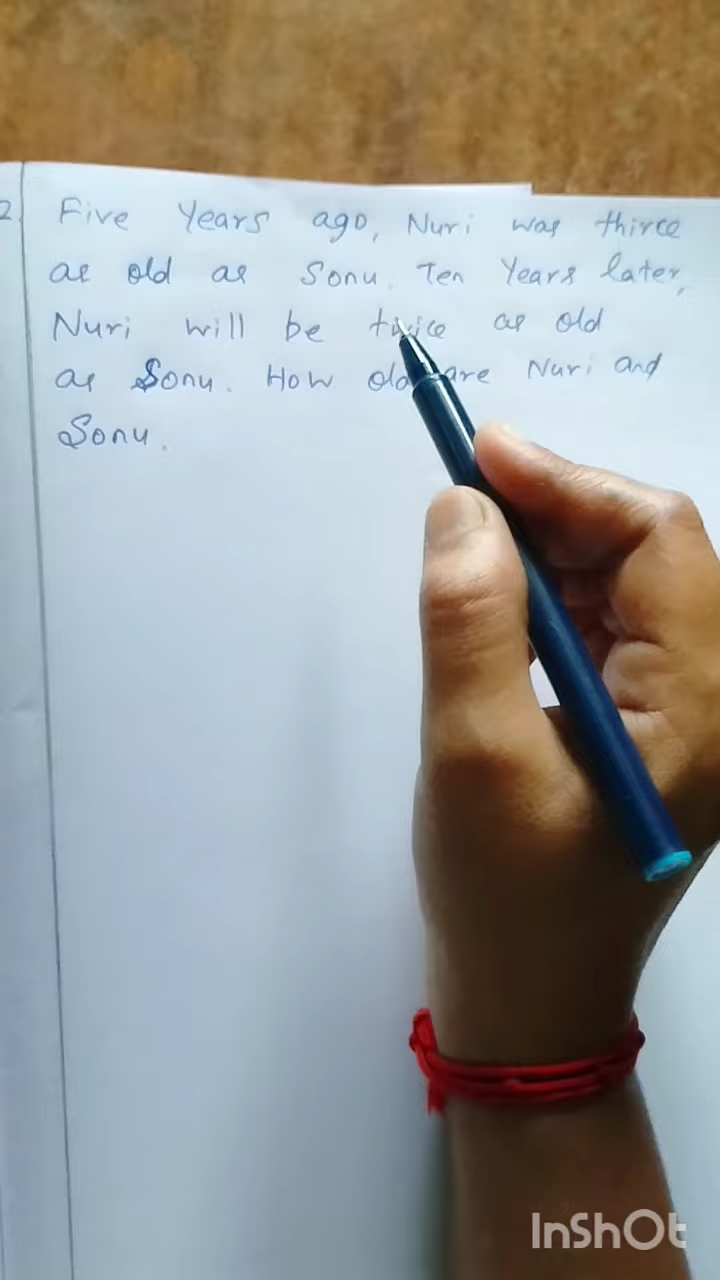 2. Five Years ago, Nuri was thirce
as old as Sonu. Ten Years later,
Nuri will be twice as old
as Sonu. How old are Nuri and
Sonu.
InShOt